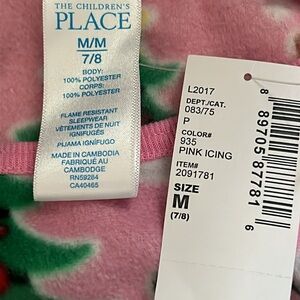 THE CHILDREN'S
PLACE
M/M
7/8
BODY:
100% POLYESTER
CORPS:
100% POLYESTER
FLAME RESISTANT
SLEEPWEAR
VÊTEMENTS DE NUIT
IGNIFUGÉS
PIJAMA IGNÍFUGO
MADE IN CAMBODIA
FABRIQUÉ AU
CAMBODGE
RN59284
CA40465
L2017
DEPT./CAT.
083/75
P
COLOR#
935
PINK ICING
ITEM#
2091781
SIZE
M
(7/8)
8 89705 87781 6